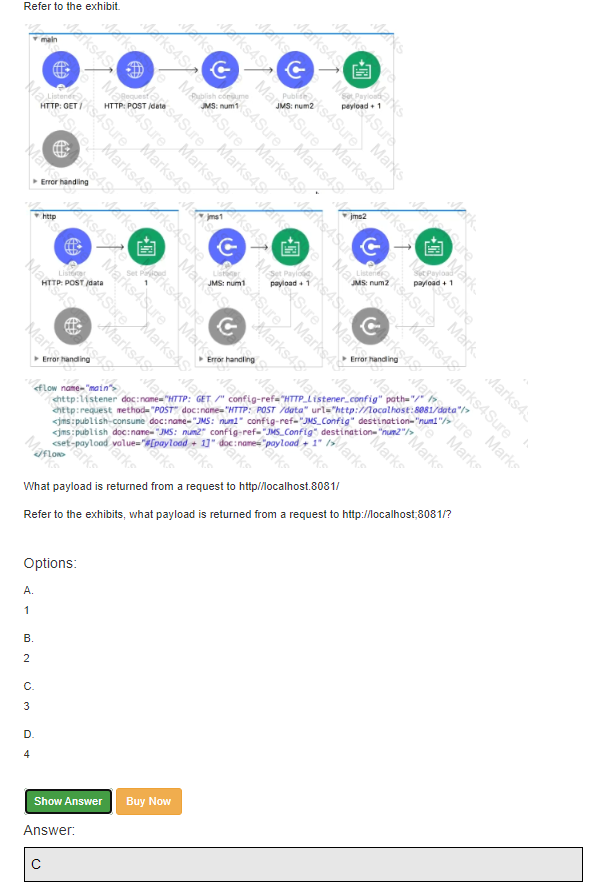 Refer to the exhibit.
main
Listener
Request
Publish consume
Publish
Set Payload
HTTP: GET /
HTTP: POST /data
JMS: num1
JMS: num2
payload + 1
Error handling
http
jms1
jms2
Listener
Set Payload
Listener
Set Payload
Listener
Set Payload
HTTP: POST /data
1
JMS: num1
payload + 1
JMS: num2
payload + 1
Error handling
Error handling
Error handling
<flow name="main">
<http:listener doc:name="HTTP: GET /" config-ref="HTTP_Listener_config" path="/" />
<http:request method="POST" doc:name="HTTP: POST /data" url="http://localhost:8081/data"/>
<jms:publish-consume doc:name="JMS: num1" config-ref="JMS_Config" destination="num1"/>
<jms:publish doc:name="JMS: num2" config-ref="JMS_Config" destination="num2"/>
<set-payload value="#[payload + 1]" doc:name="payload + 1" />
</flow>
What payload is returned from a request to http//localhost.8081/
Refer to the exhibits, what payload is returned from a request to http://localhost;8081/?
Options:
A.
1
B.
2
C.
3
D.
4
Show Answer
Buy Now
Answer:
C